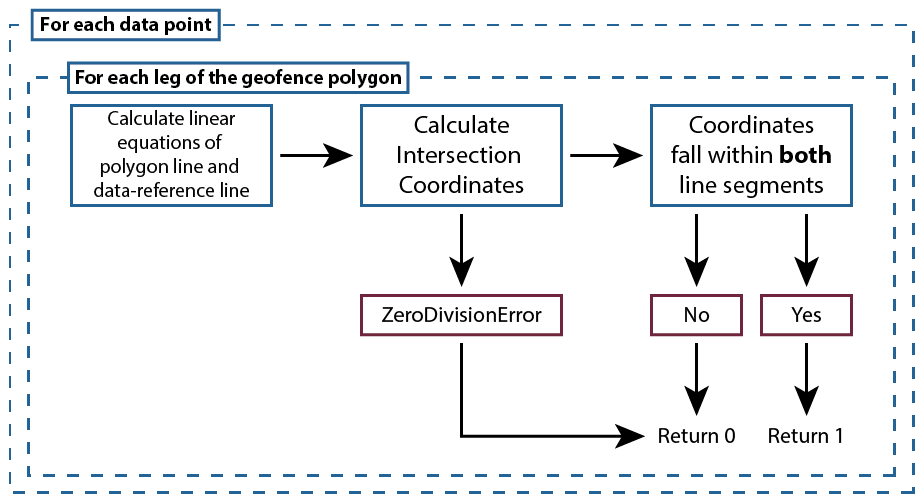 For each data point
For each leg of the geofence polygon
Calculate linear
equations of
polygon line and
data-reference line
Calculate
Intersection
Coordinates
Coordinates
fall within both
line segments
ZeroDivisionError
No
Yes
Return 0
Return 1